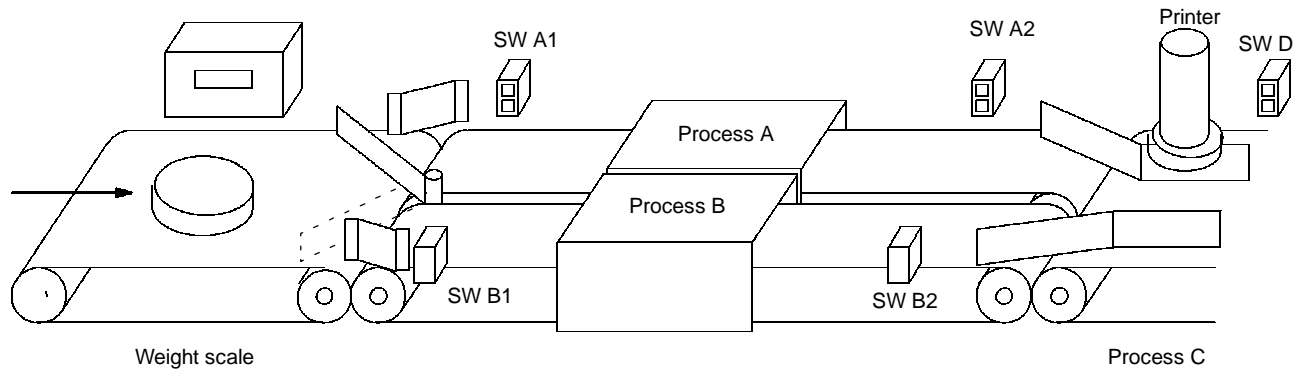 Printer
SW A1
SW A2
SW D
Process A
Process B
SW B1
SW B2
Weight scale
Process C